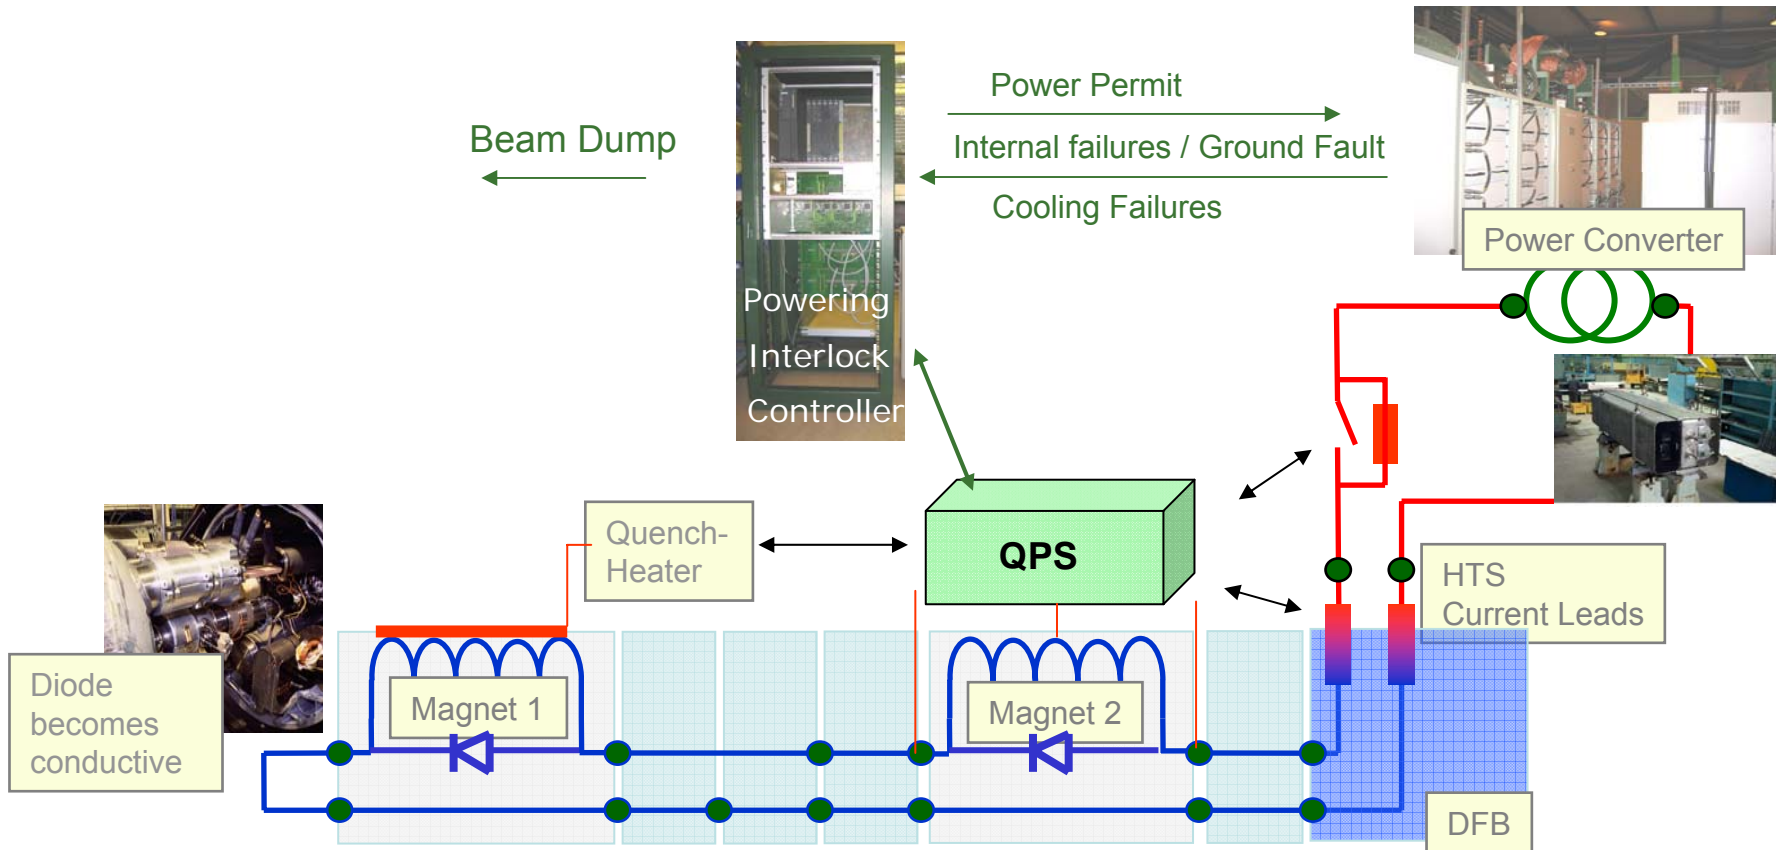 Power Permit
Beam Dump
Internal failures / Ground Fault
Cooling Failures
Power Converter
Powering
Interlock
Controller
Quench-
Heater
QPS
HTS
Current Leads
Diode
becomes
conductive
Magnet 1
Magnet 2
DFB